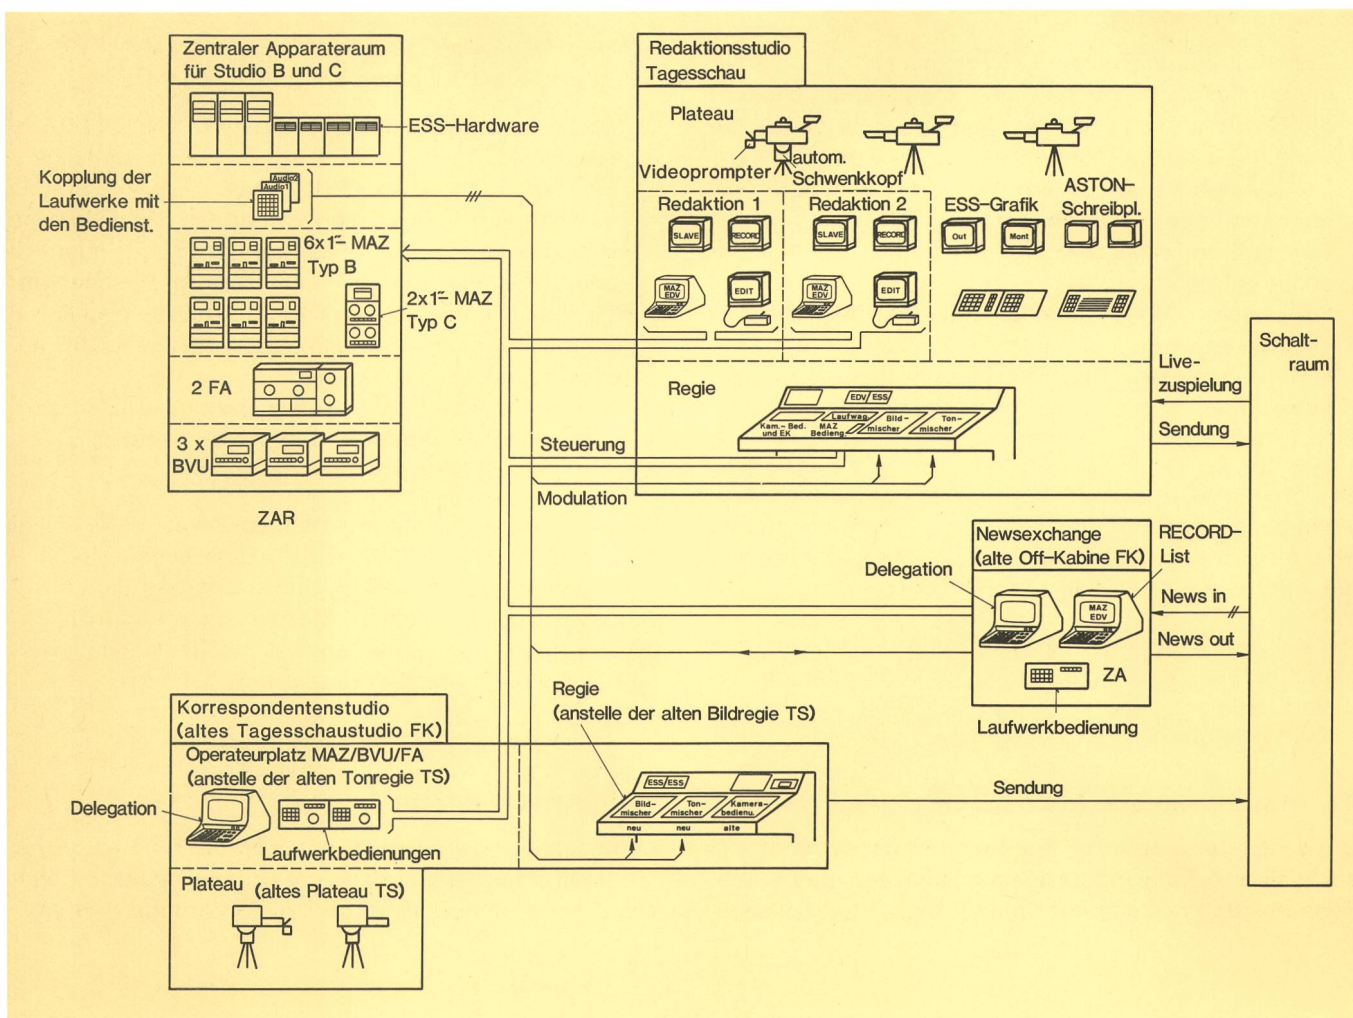 Zentraler Apparateraum
für Studio B und C
ESS-Hardware
Kopplung der
Laufwerke mit
den Bedienst.
Audio2
Audio1
6x1"- MAZ
Typ B
2x1"- MAZ
Typ C
2 FA
3 x
BVU
ZAR
Redaktionsstudio
Tagesschau
Plateau
Videoprompter
autom.
Schwenkkopf
Redaktion 1
Redaktion 2
ESS-Grafik
ASTON-
Schreibpl.
SLAVE
RECORD
SLAVE
RECORD
Out
Mont
MAZ
EDV
EDIT
MAZ
EDV
EDIT
Regie
EDV/ESS
Kam.- Bed.
und EK
MAZ
Bedieng.
Laufwag.
Bild-
mischer
Ton-
mischer
Steuerung
Modulation
Live-
zuspielung
Sendung
Schalt-
raum
Newsexchange
(alte Off-Kabine FK)
RECORD-
List
Delegation
MAZ
EDV
News in
News out
ZA
Laufwerkbedienung
Korrespondentenstudio
(altes Tagesschaustudio FK)
Operateurplatz MAZ/BVU/FA
(anstelle der alten Tonregie TS)
Delegation
Laufwerkbedienungen
Regie
(anstelle der alten Bildregie TS)
ESS/ESS
Bild-
mischer
Ton-
mischer
Kamera-
bedienu.
neu
neu
alte
Sendung
Plateau
(altes Plateau TS)